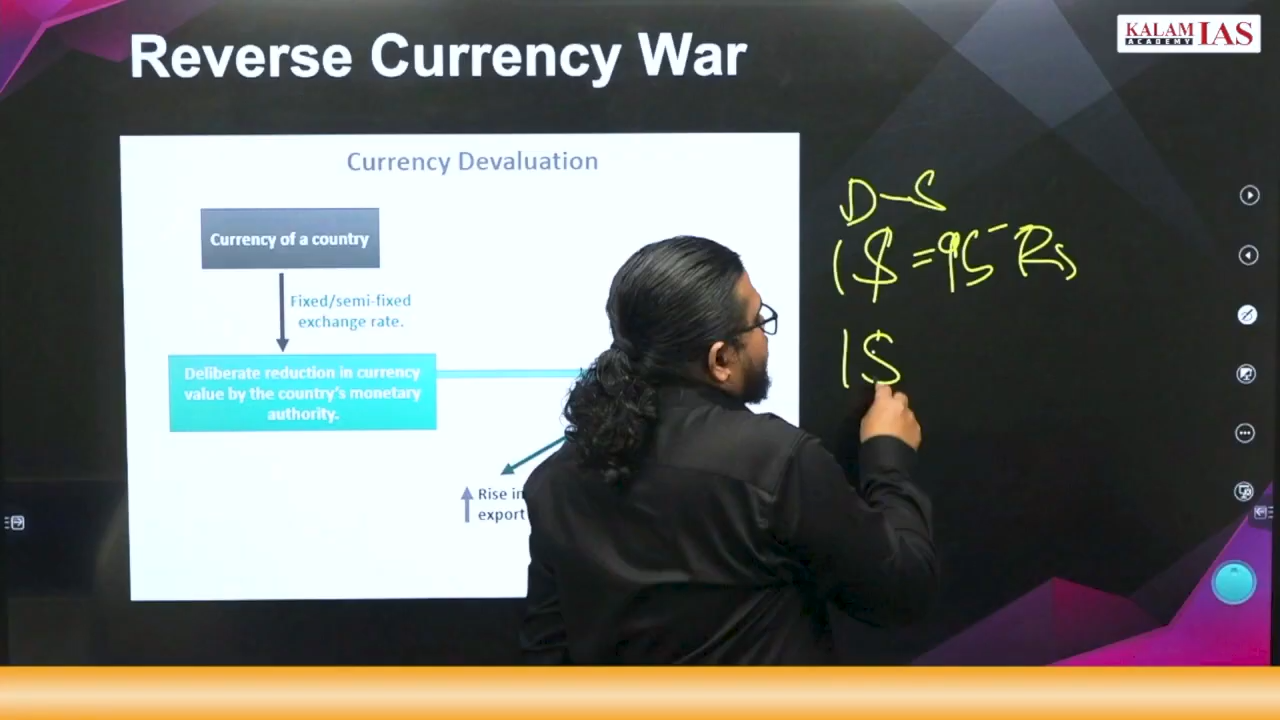 Reverse Currency War
KALAM IAS
ACADEMY
Currency Devaluation
Currency of a country
Fixed/semi-fixed
exchange rate.
Deliberate reduction in currency
value by the country's monetary
authority.
Rise in
export
D-S
1$ = 95 Rs
1$